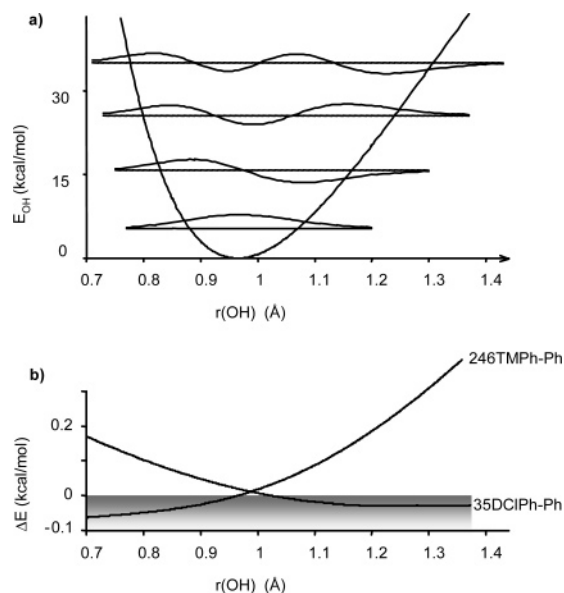 a)
E_OH (kcal/mol)
30
15
0
0.7 0.8 0.9 1 1.1 1.2 1.3 1.4
r(OH) (Å)
b)
246TMPh-Ph
ΔE (kcal/mol)
0.2
0
35DClPh-Ph
-0.1
0.7 0.8 0.9 1 1.1 1.2 1.3 1.4
r(OH) (Å)